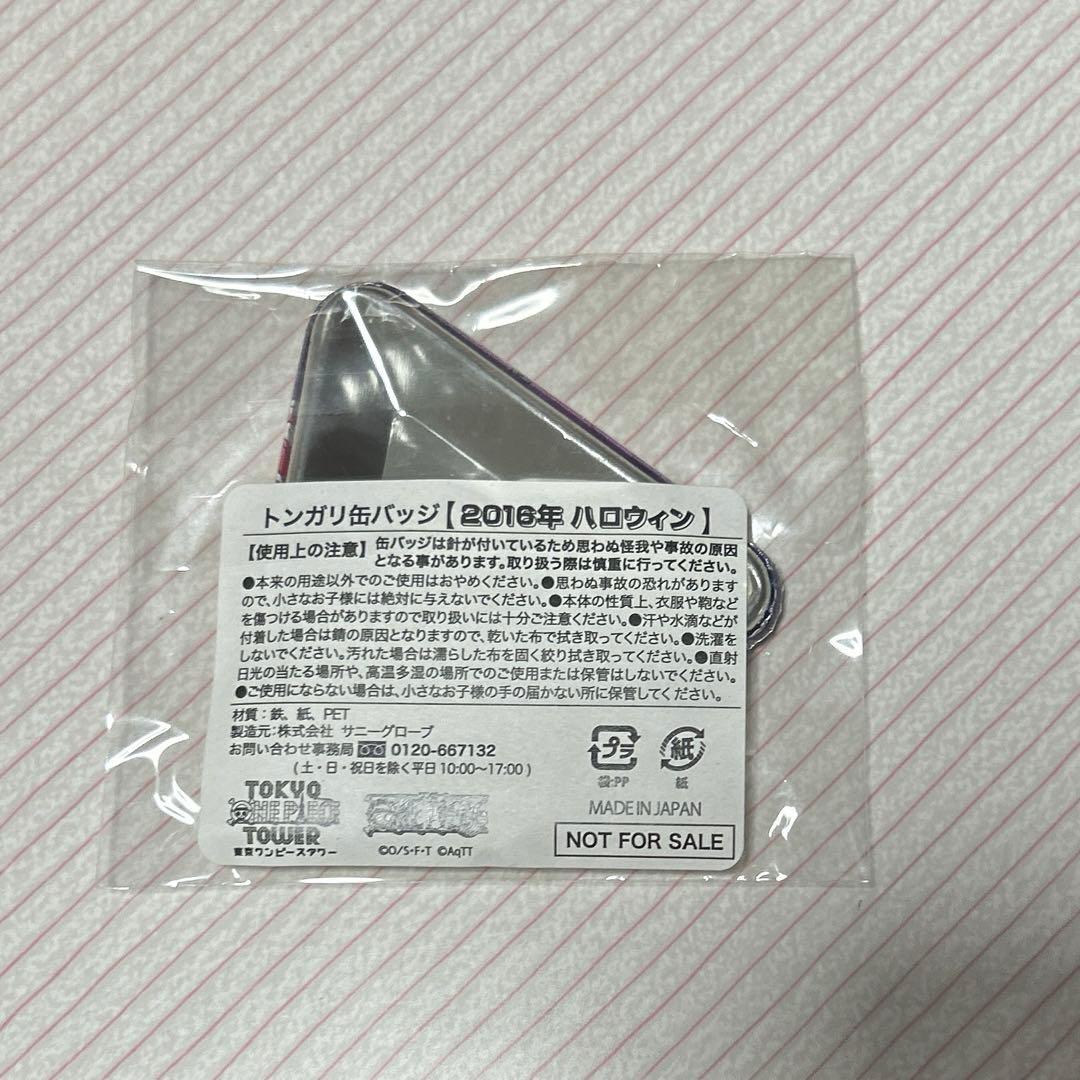 トンガリ缶バッジ【2016年 ハロウィン】
【使用上の注意】缶バッジは針が付いているため思わぬ怪我や事故の原因
となる事があります。取り扱う際は慎重に行ってください。
●本来の用途以外でのご使用はおやめください。●思わぬ事故の恐れがあります
ので、小さなお子様には絶対に与えないでください。●本体の性質上、衣服や鞄など
を傷つける場合がありますので取り扱いには十分ご注意ください。●汗や水滴などが
付着した場合は錆の原因となりますので、乾いた布で拭き取ってください。●洗濯を
しないでください。汚れた場合は濡らした布を固く絞り拭き取ってください。●直射
日光の当たる場所や、高温多湿の場所でのご使用または保管はしないでください。
●ご使用にならない場合は、小さなお子様の手の届かない所に保管してください。
材質：鉄、紙、PET
製造元：株式会社 サニーグローブ
お問い合わせ事務局 0120-667132
(土・日・祝日を除く平日10:00〜17:00)
プラ
袋:PP
紙
紙
TOKYO
ONE PIECE
TOWER
東京ワンピースタワー
©O/S・F・T ©AqTT
MADE IN JAPAN
NOT FOR SALE